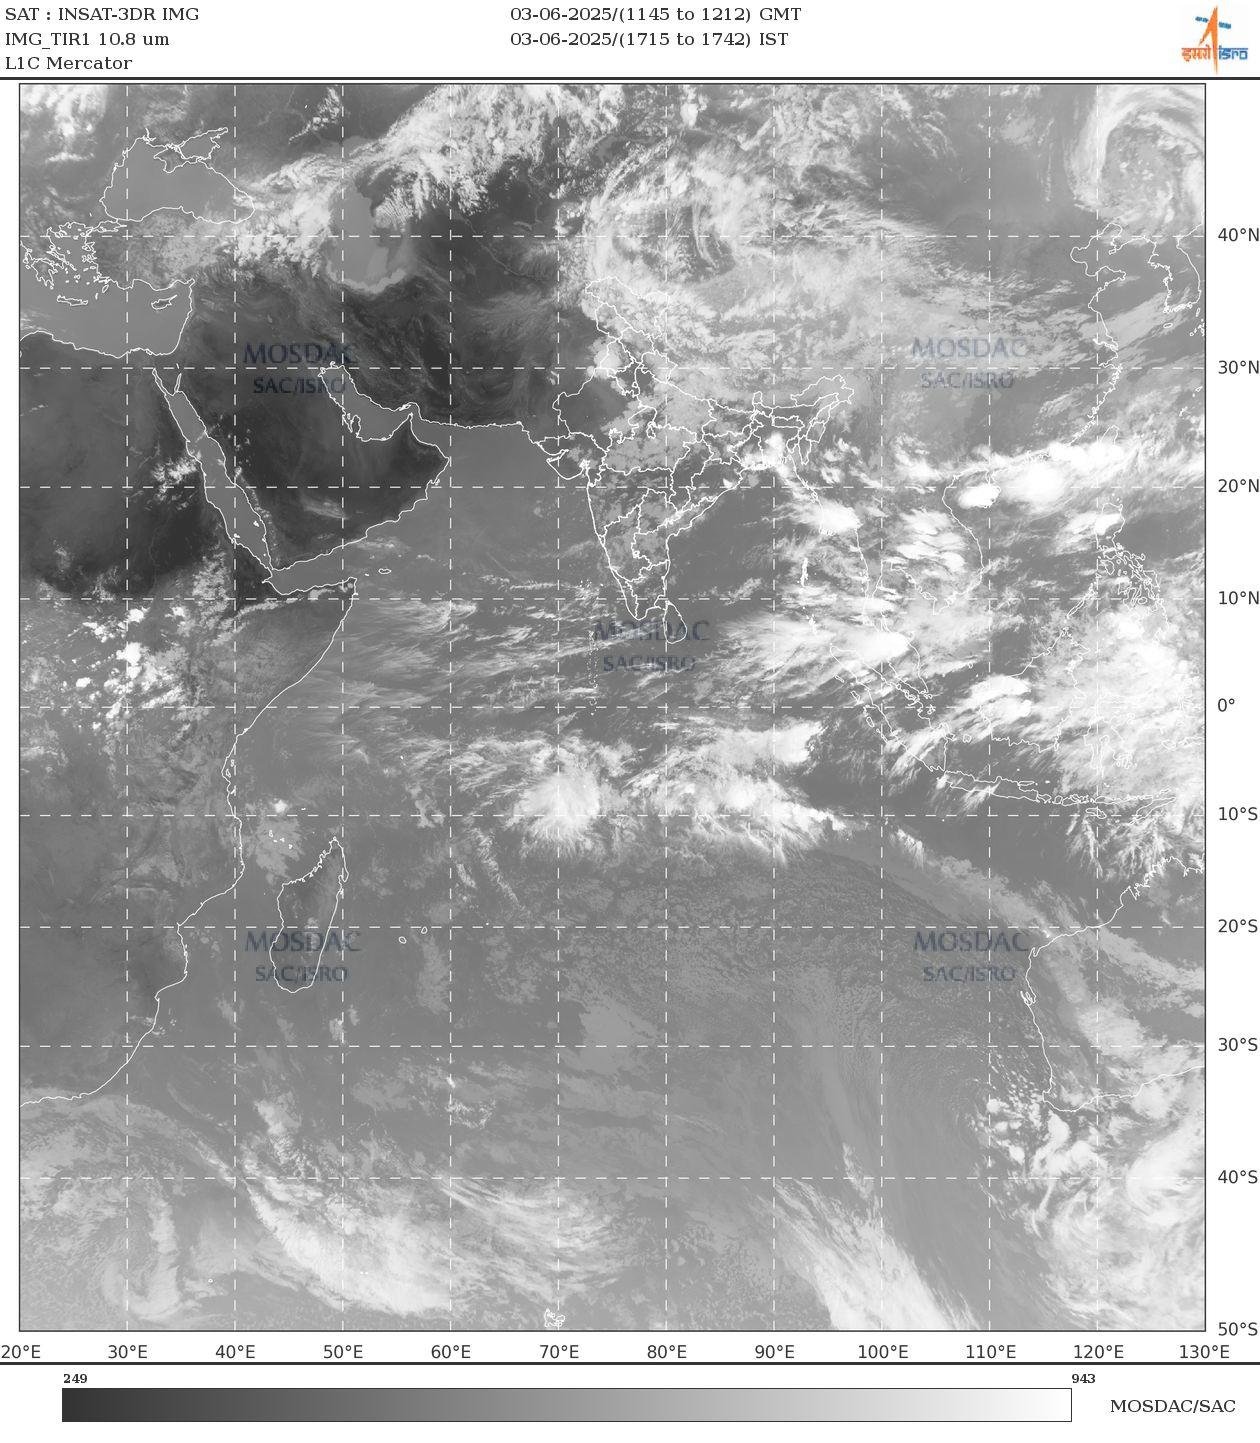 SAT : INSAT-3DR IMG
IMG_TIR1 10.8 um
L1C Mercator
03-06-2025/(1145 to 1212) GMT
03-06-2025/(1715 to 1742) IST
इसरो isro
40°N
MOSDAC
SAC/ISRO
MOSDAC
SAC/ISRO
30°N
20°N
10°N
MOSDAC
SAC/ISRO
0°
10°S
20°S
MOSDAC
SAC/ISRO
MOSDAC
SAC/ISRO
30°S
40°S
50°S
20°E 30°E 40°E 50°E 60°E 70°E 80°E 90°E 100°E 110°E 120°E 130°E
249 943
MOSDAC/SAC